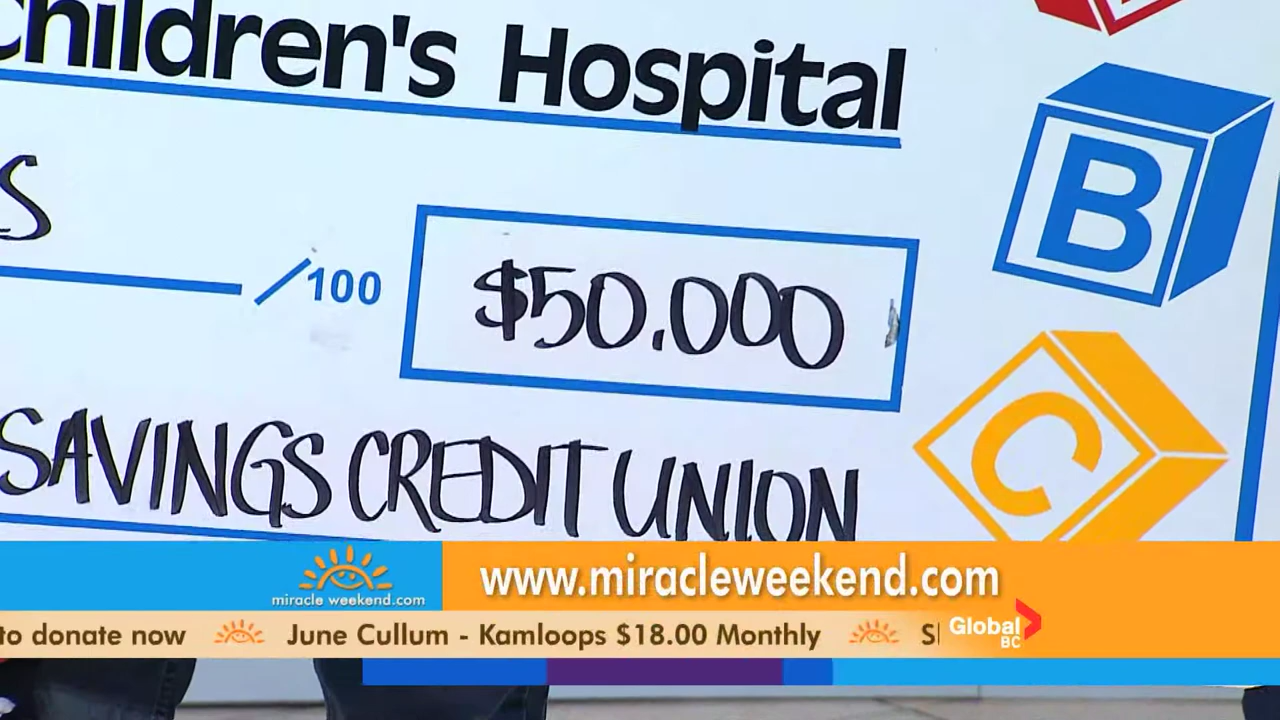 Children's Hospital
B
S
/100
$50.000
C
SAVINGS CREDIT UNION
www.miracleweekend.com
miracle weekend.com
to donate now June Cullum - Kamloops $18.00 Monthly
Global
BC